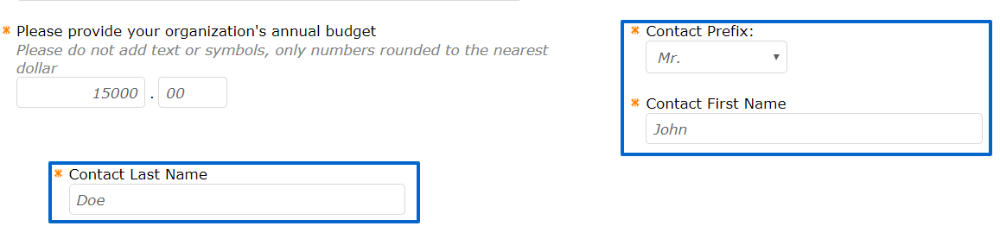 * Please provide your organization's annual budget
Please do not add text or symbols, only numbers rounded to the nearest
dollar
15000 . 00
* Contact Prefix:
Mr.
* Contact First Name
John
* Contact Last Name
Doe